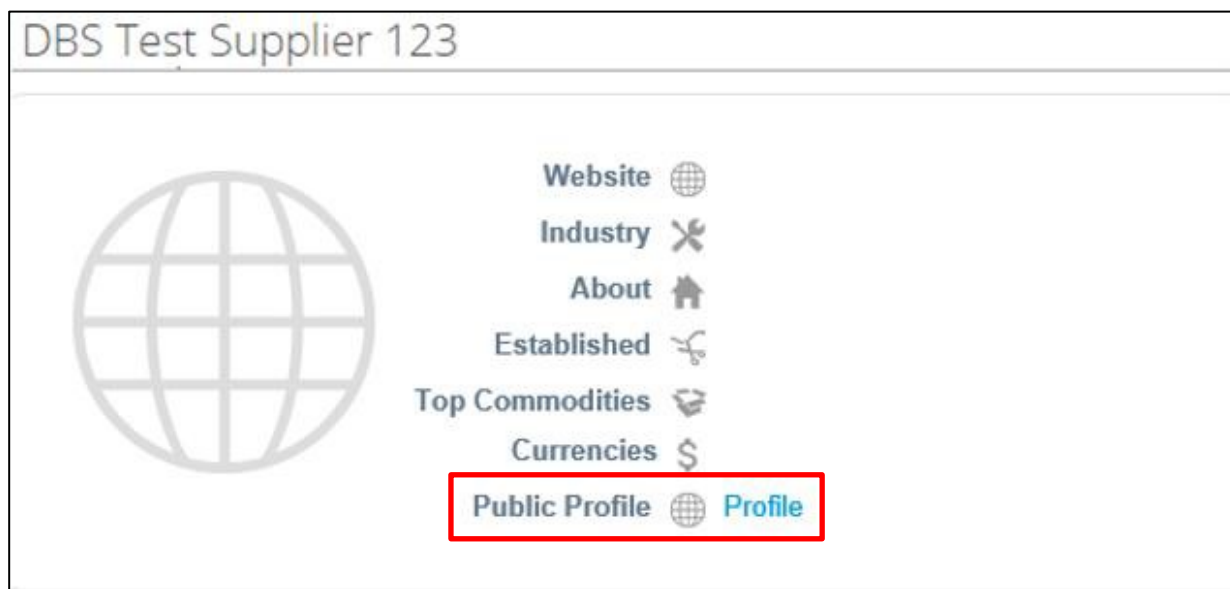 DBS Test Supplier 123
Website
Industry
About
Established
Top Commodities
Currencies $
Public Profile Profile